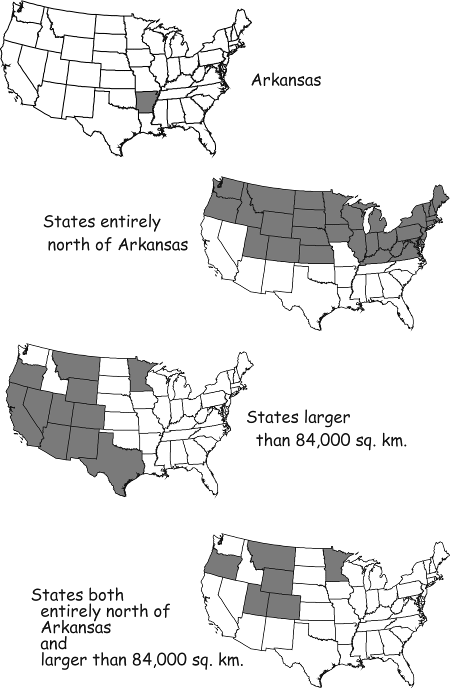 Arkansas
States entirely
north of Arkansas
States larger
than 84,000 sq. km.
States both
entirely north of
Arkansas
and
larger than 84,000 sq. km.